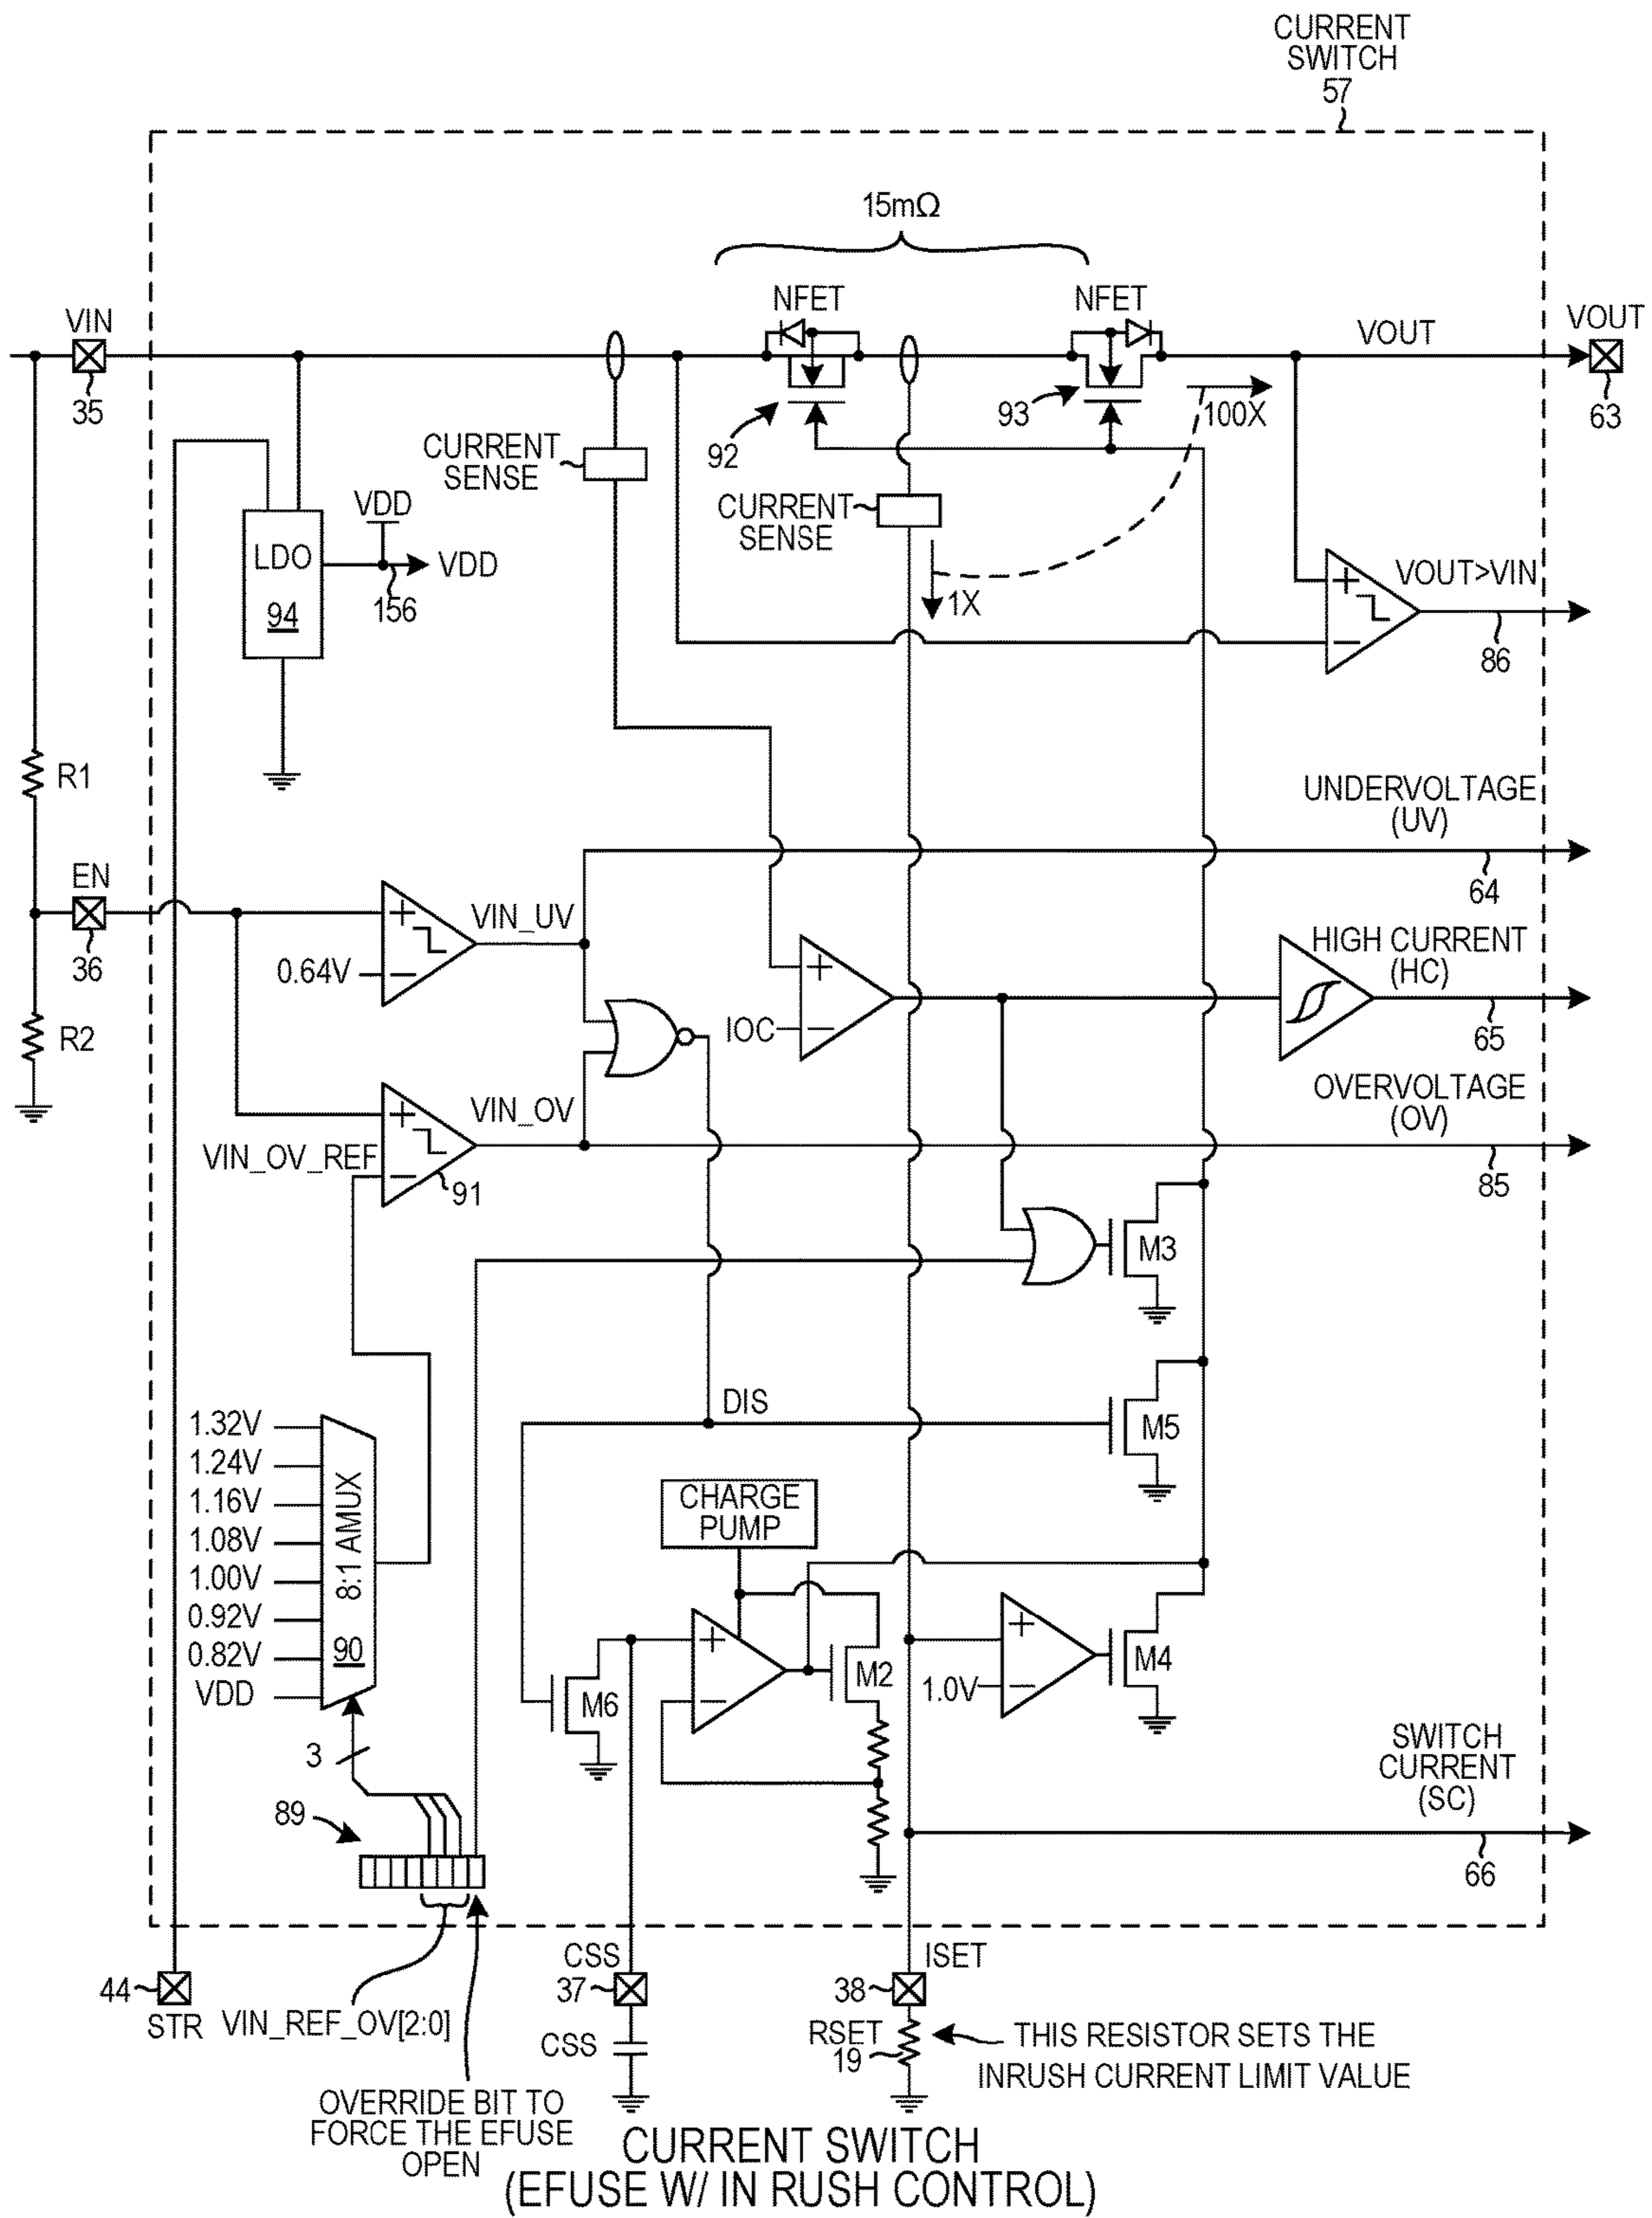 CURRENT
SWITCH
57
15mΩ
NFET
NFET
VIN
35
VOUT
VOUT
63
92
93
100X
CURRENT
SENSE
CURRENT
SENSE
1X
VDD
VDD
LDO
94
156
VOUT>VIN
86
R1
UNDERVOLTAGE
(UV)
64
EN
36
VIN_UV
0.64V
HIGH CURRENT
(HC)
65
IOC
R2
VIN_OV
VIN_OV_REF
91
OVERVOLTAGE
(OV)
85
M3
DIS
M5
1.32V
1.24V
1.16V
1.08V
1.00V
0.92V
0.82V
VDD
8:1 AMUX
90
CHARGE
PUMP
M6
M2
1.0V
M4
3
89
SWITCH
CURRENT
(SC)
66
44
STR
VIN_REF_OV[2:0]
OVERRIDE BIT TO
FORCE THE EFUSE
OPEN
CSS
37
CSS
ISET
38
RSET
19
THIS RESISTOR SETS THE
INRUSH CURRENT LIMIT VALUE
CURRENT SWITCH
(EFUSE W/ IN RUSH CONTROL)